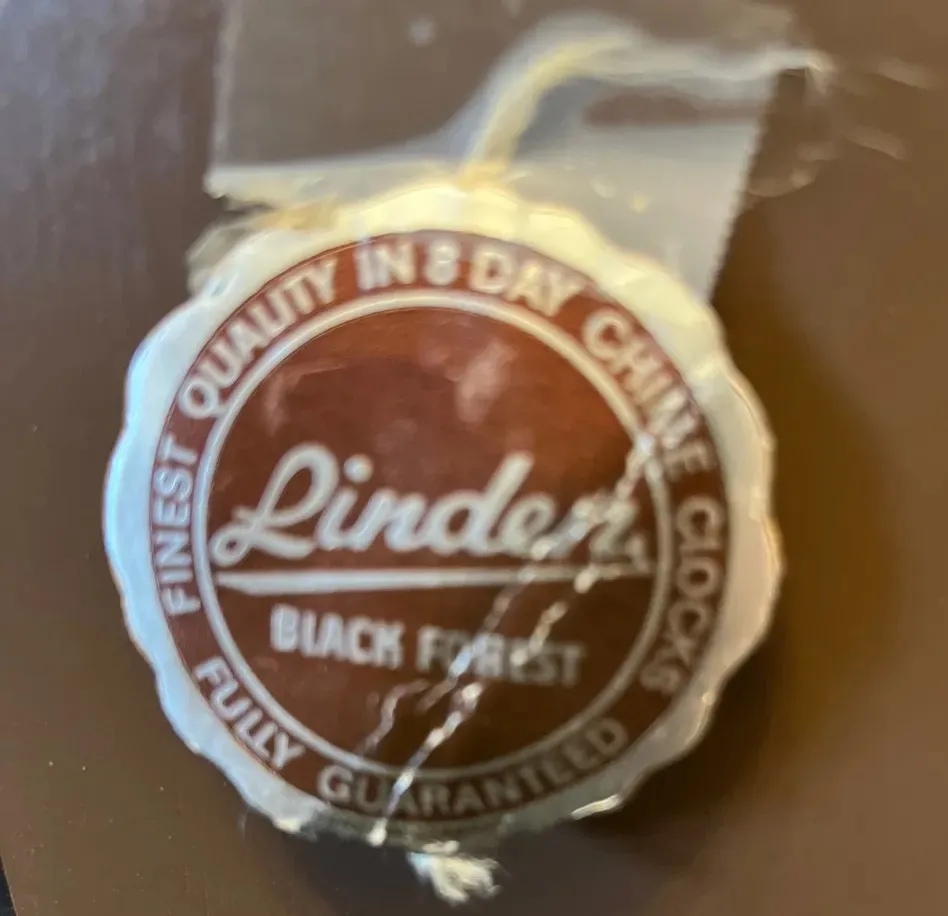 FINEST QUALITY IN 8 DAY CHIME CLOCKS
Linden
BLACK FOREST
FULLY GUARANTEED